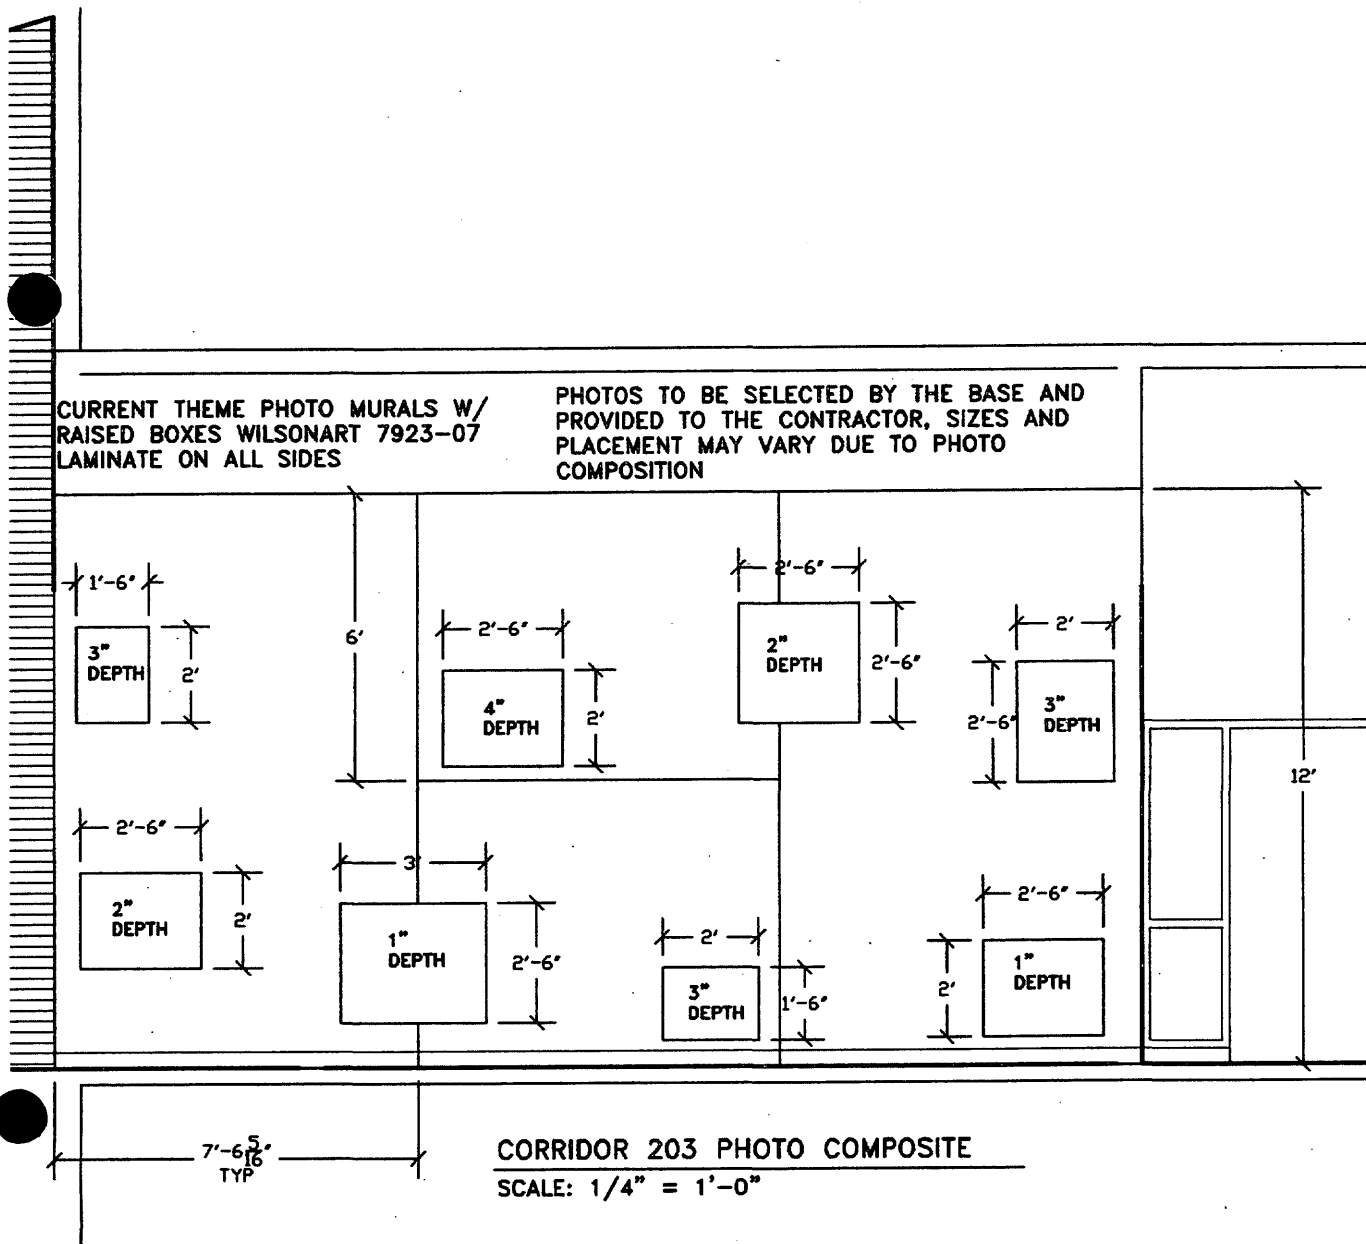 CURRENT THEME PHOTO MURALS W/
RAISED BOXES WILSONART 7923-07
LAMINATE ON ALL SIDES
PHOTOS TO BE SELECTED BY THE BASE AND
PROVIDED TO THE CONTRACTOR, SIZES AND
PLACEMENT MAY VARY DUE TO PHOTO
COMPOSITION
1'-6"
3"
DEPTH
2'
6'
2'-6"
4"
DEPTH
2'
2'-6"
2"
DEPTH
2'-6"
2'
2'-6"
3"
DEPTH
12'
2'-6"
2"
DEPTH
2'
3'
1"
DEPTH
2'-6"
2'
3"
DEPTH
1'-6"
2'-6"
2'
1"
DEPTH
7'-6 5/16"
TYP
CORRIDOR 203 PHOTO COMPOSITE
SCALE: 1/4" = 1'-0"